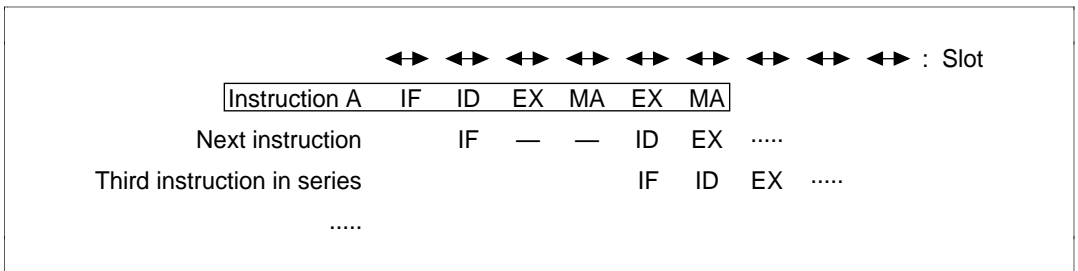 : Slot
Instruction A IF ID EX MA EX MA
Next instruction IF — — ID EX .....
Third instruction in series IF ID EX .....
.....